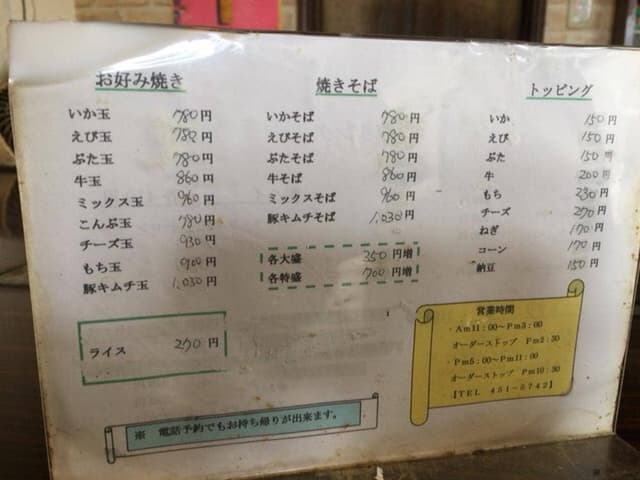 お好み焼き
いか玉 780円
えび玉 780円
ぶた玉 780円
牛玉 860円
ミックス玉 960円
こんぶ玉 780円
チーズ玉 930円
もち玉 900円
豚キムチ玉 1,030円
ライス 270円
焼きそば
いかそば 780円
えびそば 780円
ぶたそば 780円
牛そば 860円
ミックスそば 960円
豚キムチそば 1,030円
各大盛 350円増
各特盛 700円増
トッピング
いか 150円
えび 150円
ぶた 150円
牛 200円
もち 230円
チーズ 270円
ねぎ 170円
コーン 170円
納豆 150円
営業時間
・Am11:00～Pm3:00
オーダーストップ Pm2:30
・Pm5:00～Pm11:00
オーダーストップ Pm10:30
【TEL 451-5742】
※ 電話予約でもお持ち帰りが出来ます。